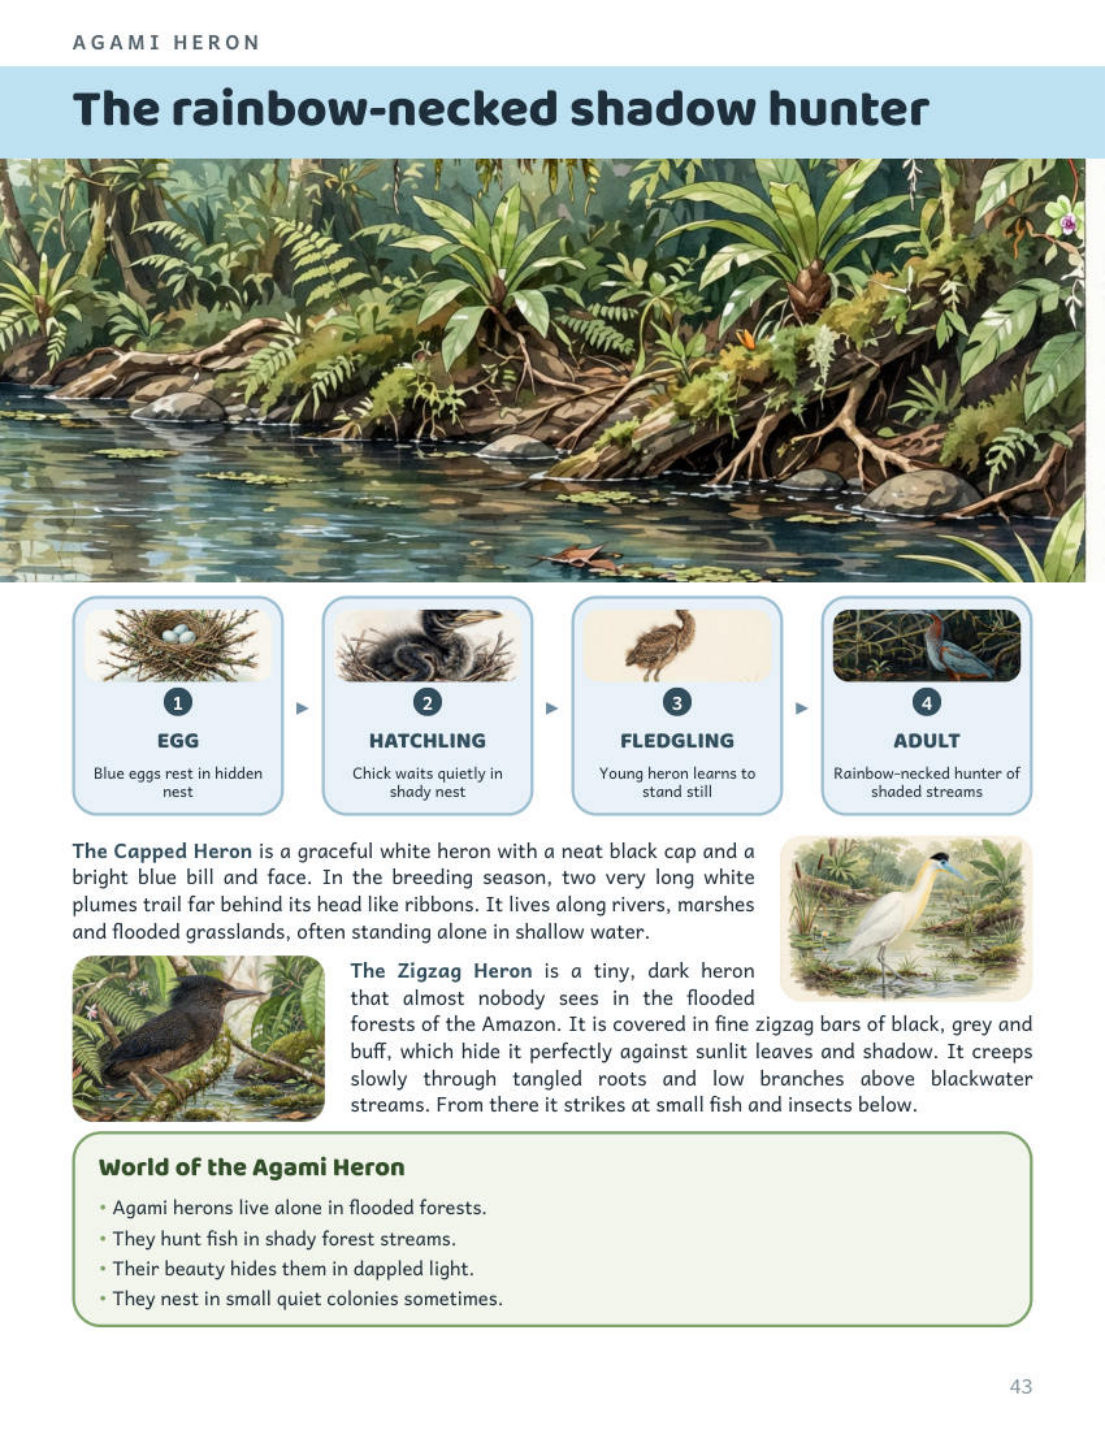 AGAMI HERON
The rainbow-necked shadow hunter
1
EGG
Blue eggs rest in hidden
nest
2
HATCHLING
Chick waits quietly in
shady nest
3
FLEDGLING
Young heron learns to
stand still
4
ADULT
Rainbow-necked hunter of
shaded streams
The Capped Heron is a graceful white heron with a neat black cap and a
bright blue bill and face. In the breeding season, two very long white
plumes trail far behind its head like ribbons. It lives along rivers, marshes
and flooded grasslands, often standing alone in shallow water.
The Zigzag Heron is a tiny, dark heron
that almost nobody sees in the flooded
forests of the Amazon. It is covered in fine zigzag bars of black, grey and
buff, which hide it perfectly against sunlit leaves and shadow. It creeps
slowly through tangled roots and low branches above blackwater
streams. From there it strikes at small fish and insects below.
World of the Agami Heron
• Agami herons live alone in flooded forests.
• They hunt fish in shady forest streams.
• Their beauty hides them in dappled light.
• They nest in small quiet colonies sometimes.
43